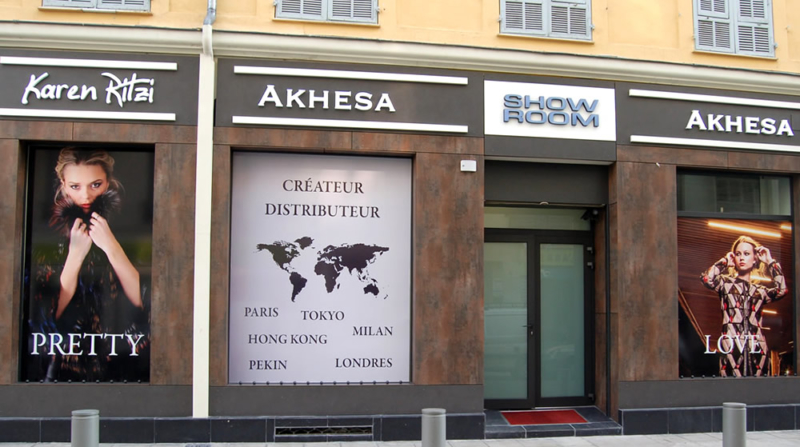 Karen Ritzi
AKHESA
SHOW
ROOM
AKHESA
PRETTY
CRÉATEUR
DISTRIBUTEUR
PARIS TOKYO
HONG KONG MILAN
PEKIN LONDRES
LOVE